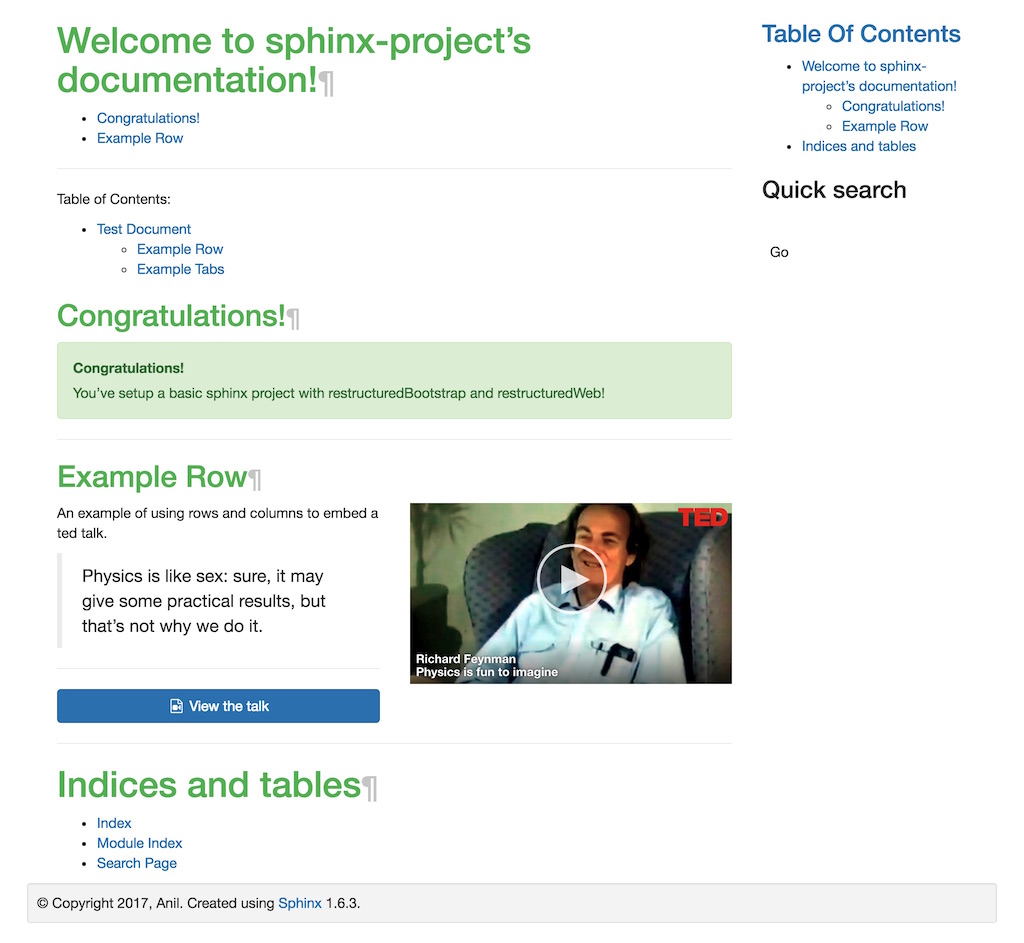 Welcome to sphinx-project’s
documentation!¶
• Congratulations!
• Example Row
Table of Contents:
• Test Document
◦ Example Row
◦ Example Tabs
Congratulations!¶
Congratulations!
You’ve setup a basic sphinx project with restructuredBootstrap and restructuredWeb!
Example Row¶
An example of using rows and columns to embed a
ted talk.
Physics is like sex: sure, it may
give some practical results, but
that’s not why we do it.
View the talk
TED
Richard Feynman
Physics is fun to imagine
Indices and tables¶
• Index
• Module Index
• Search Page
Table Of Contents
• Welcome to sphinx-
project’s documentation!
◦ Congratulations!
◦ Example Row
• Indices and tables
Quick search
Go
© Copyright 2017, Anil. Created using Sphinx 1.6.3.